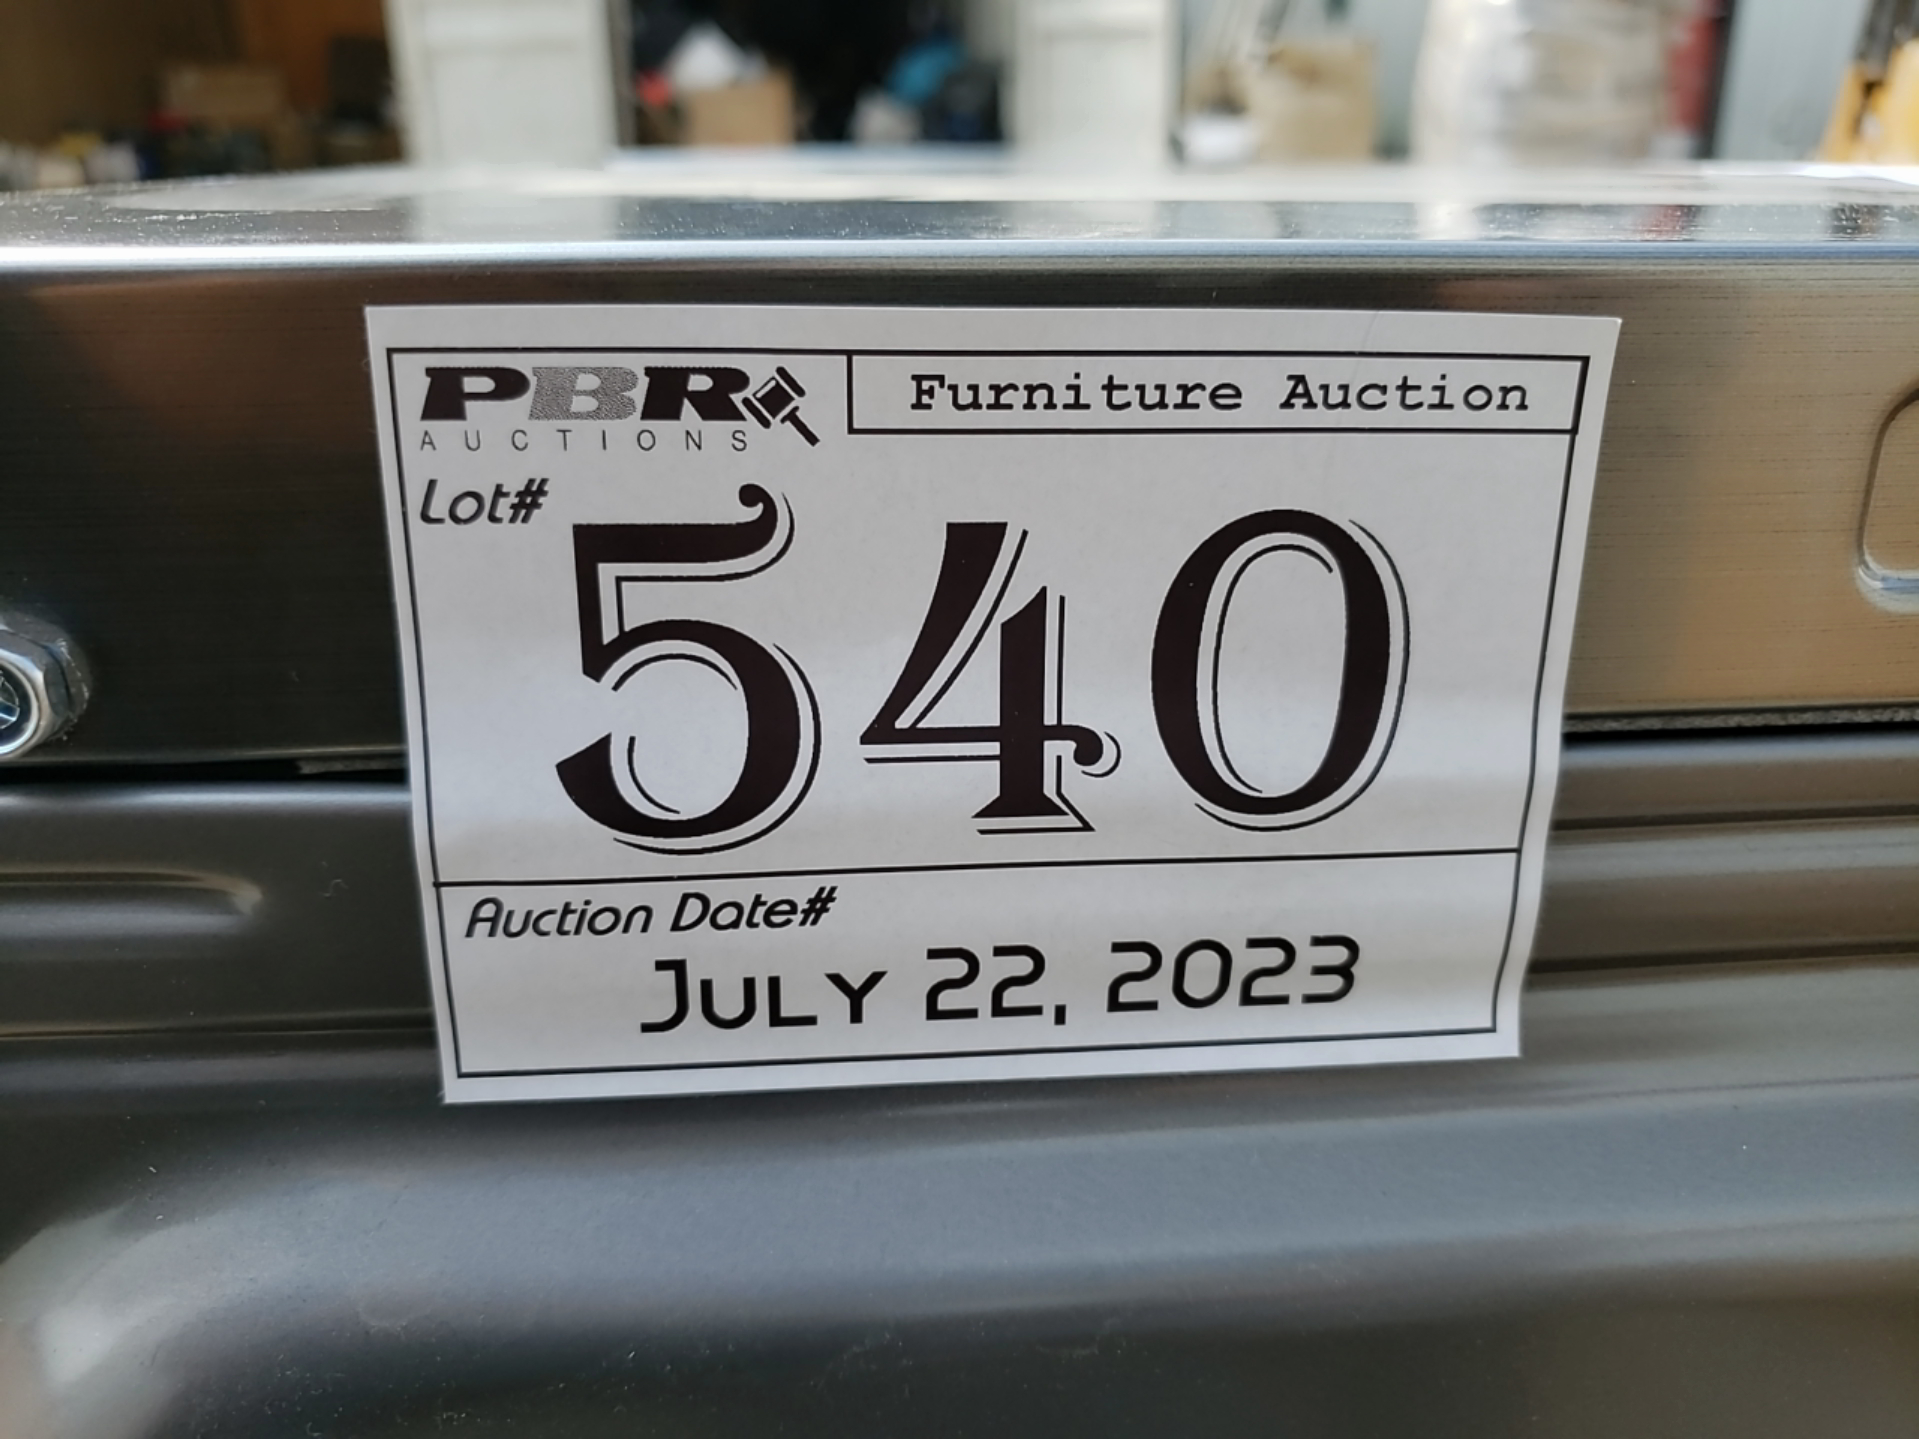 PBR
AUCTIONS
Furniture Auction
Lot#
540
Auction Date#
July 22, 2023